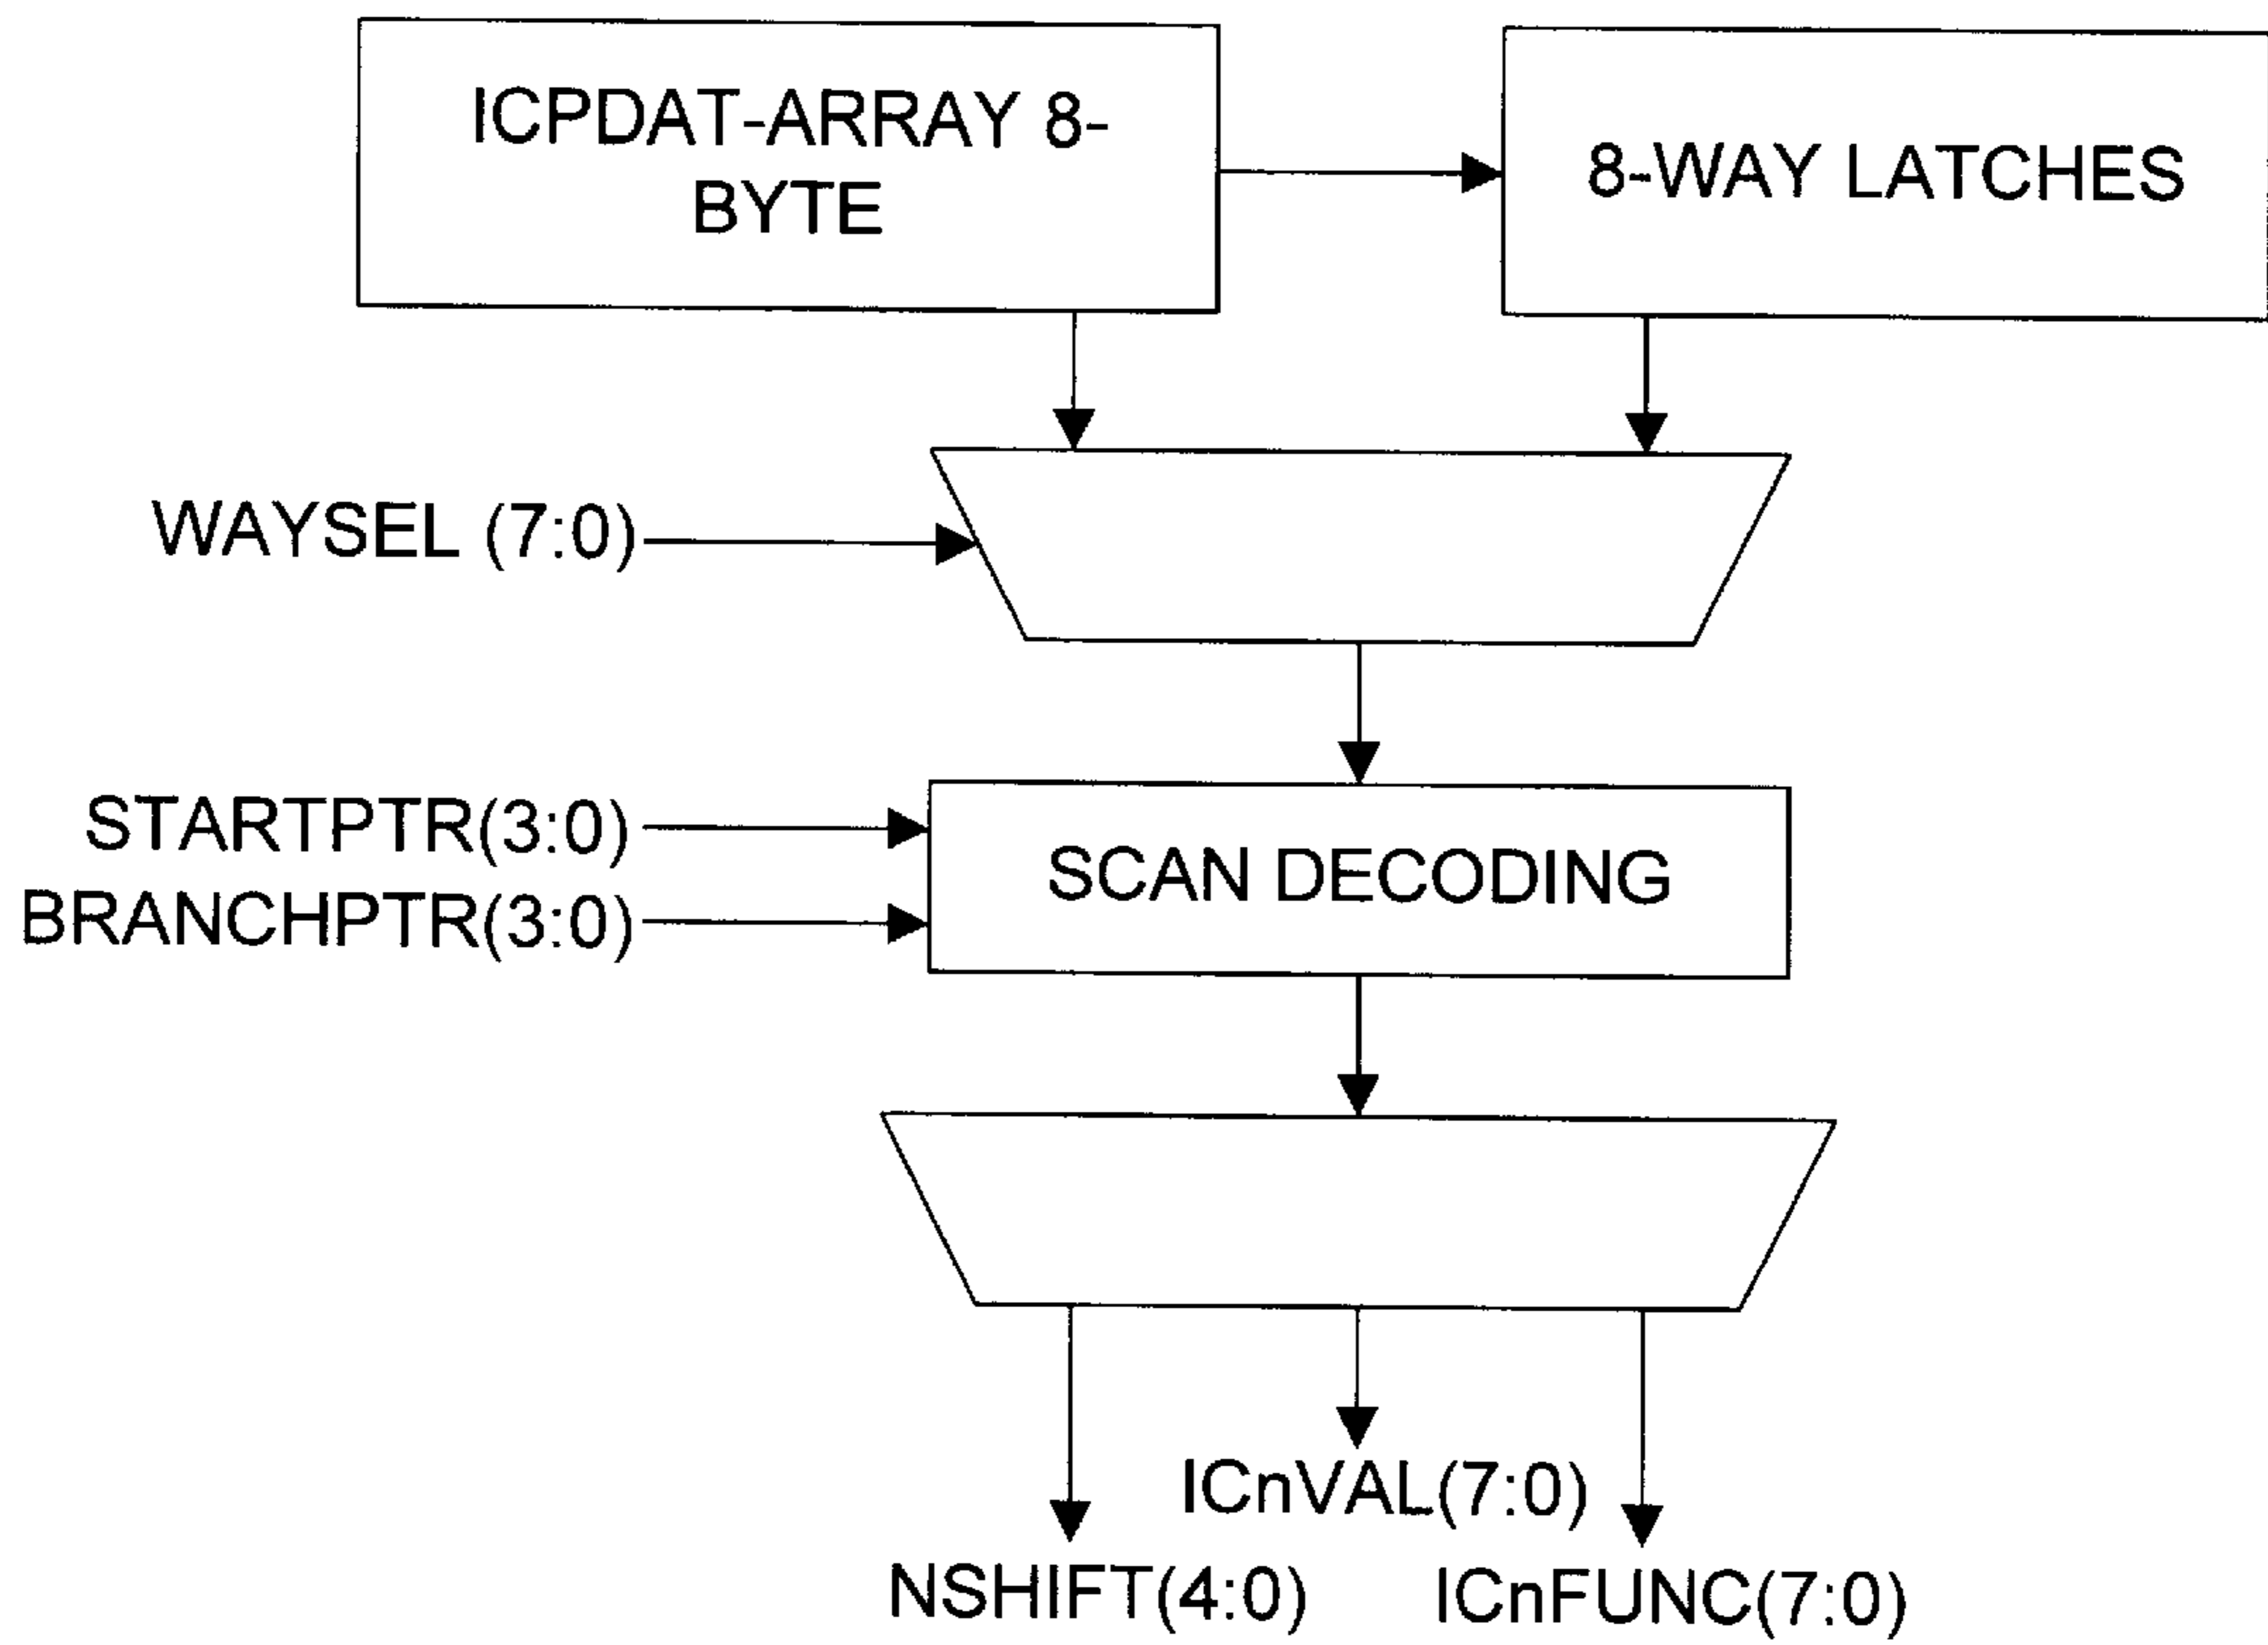 ICPDAT-ARRAY 8-
BYTE
8-WAY LATCHES
WAYSEL (7:0)
STARTPTR(3:0)
BRANCHPTR(3:0)
SCAN DECODING
ICnVAL(7:0)
NSHIFT(4:0)
ICnFUNC(7:0)